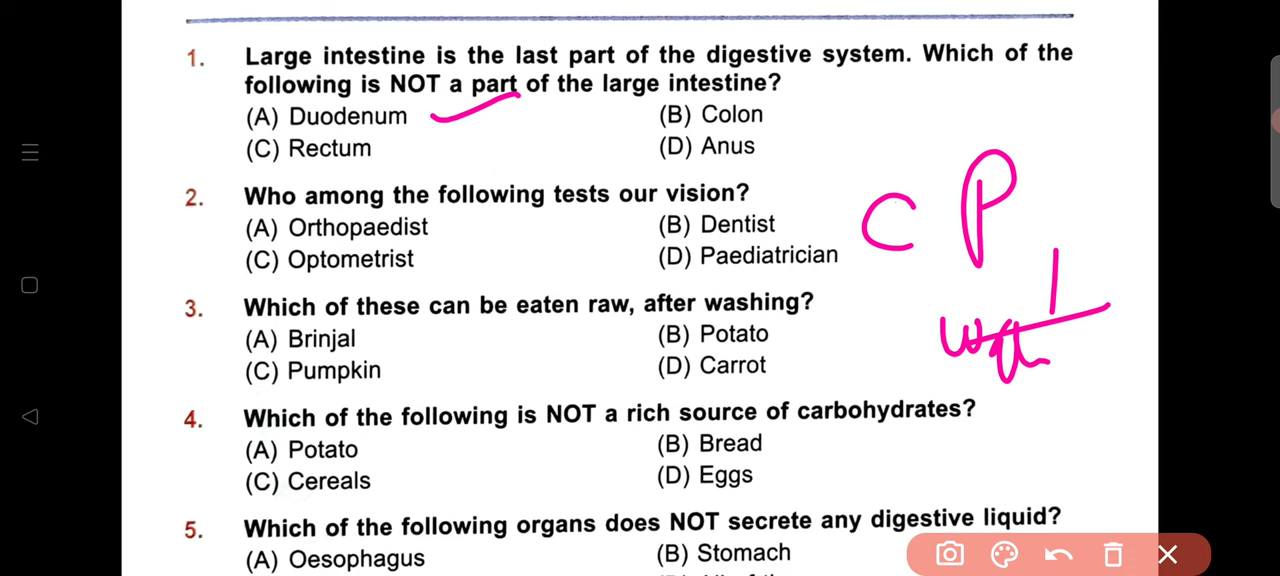 1. Large intestine is the last part of the digestive system. Which of the
following is NOT a part of the large intestine?
(A) Duodenum (B) Colon
(C) Rectum (D) Anus
2. Who among the following tests our vision?
(A) Orthopaedist (B) Dentist
(C) Optometrist (D) Paediatrician
C P
3. Which of these can be eaten raw, after washing?
(A) Brinjal (B) Potato
(C) Pumpkin (D) Carrot
4. Which of the following is NOT a rich source of carbohydrates?
(A) Potato (B) Bread
(C) Cereals (D) Eggs
5. Which of the following organs does NOT secrete any digestive liquid?
(A) Oesophagus (B) Stomach